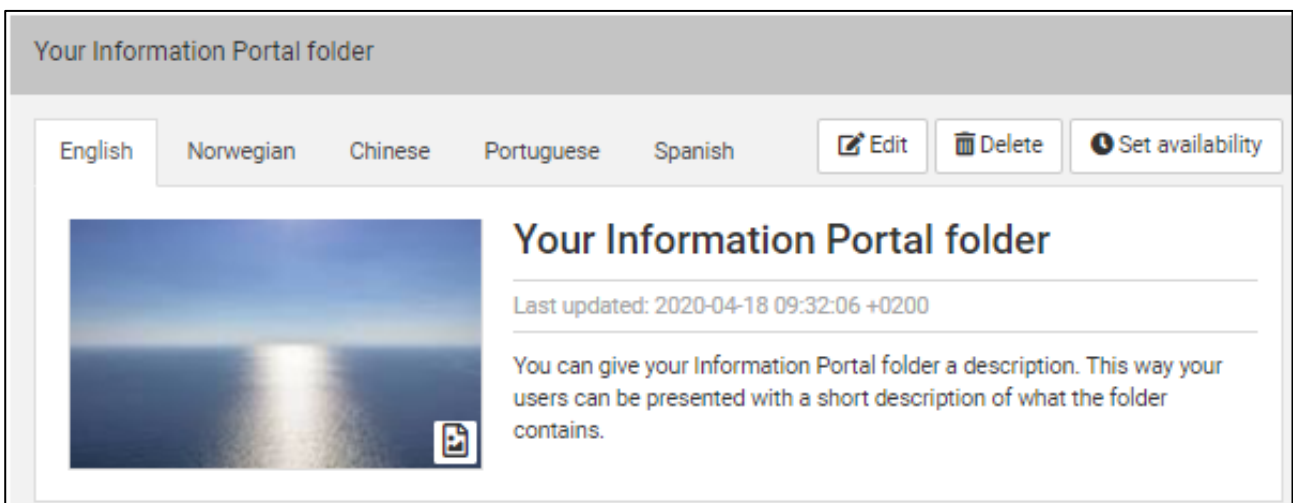 Your Information Portal folder
English Norwegian Chinese Portuguese Spanish Edit Delete Set availability
Your Information Portal folder
Last updated: 2020-04-18 09:32:06 +0200
You can give your Information Portal folder a description. This way your
users can be presented with a short description of what the folder
contains.